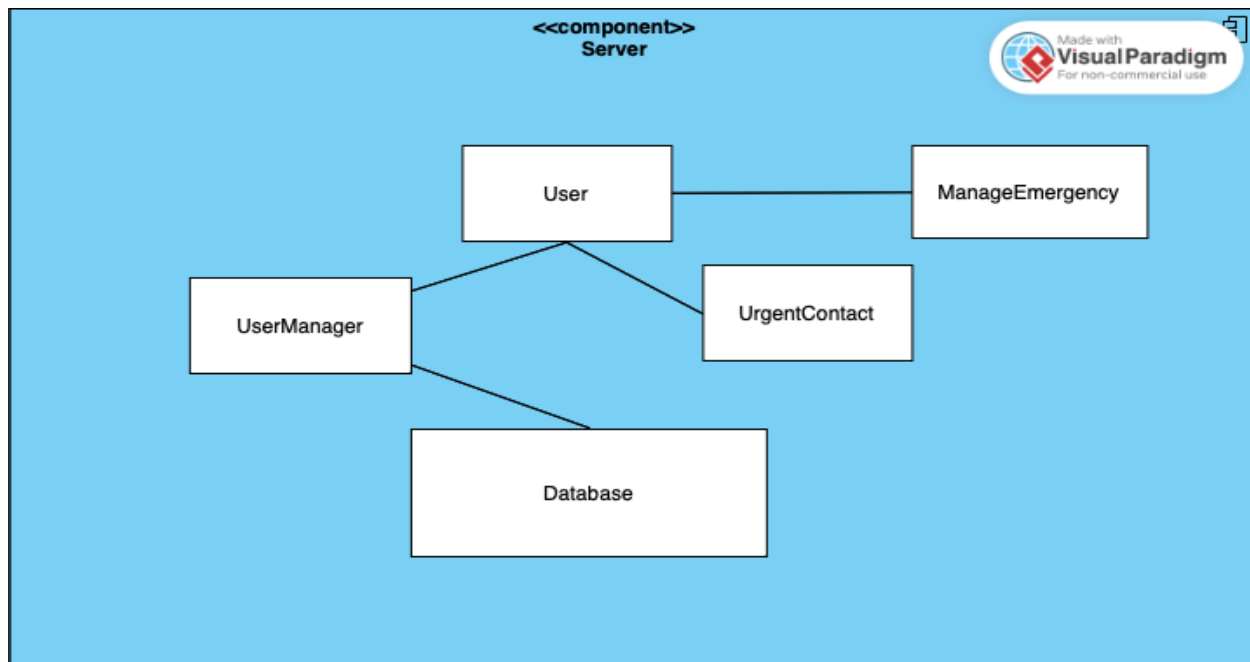 <<component>>
Server
Made with
Visual Paradigm
For non-commercial use
User
ManageEmergency
UrgentContact
UserManager
Database